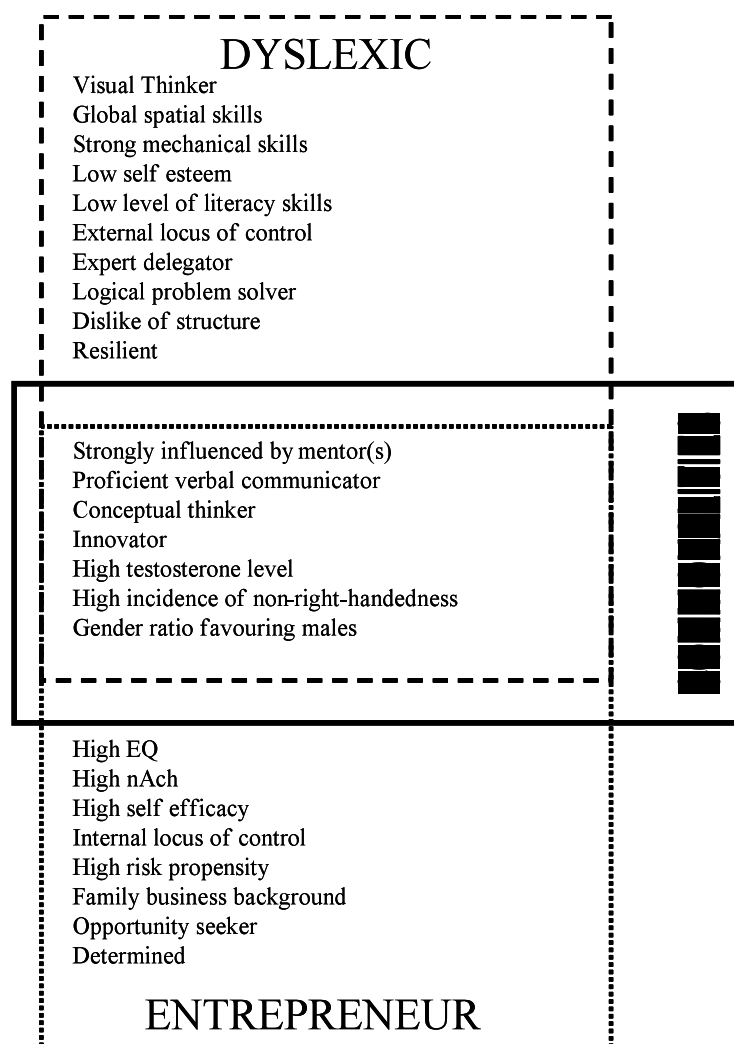 DYSLEXIC
Visual Thinker
Global spatial skills
Strong mechanical skills
Low self esteem
Low level of literacy skills
External locus of control
Expert delegator
Logical problem solver
Dislike of structure
Resilient
Strongly influenced by mentor(s)
Proficient verbal communicator
Conceptual thinker
Innovator
High testosterone level
High incidence of non-right-handedness
Gender ratio favouring males
High EQ
High nAch
High self efficacy
Internal locus of control
High risk propensity
Family business background
Opportunity seeker
Determined
ENTREPRENEUR